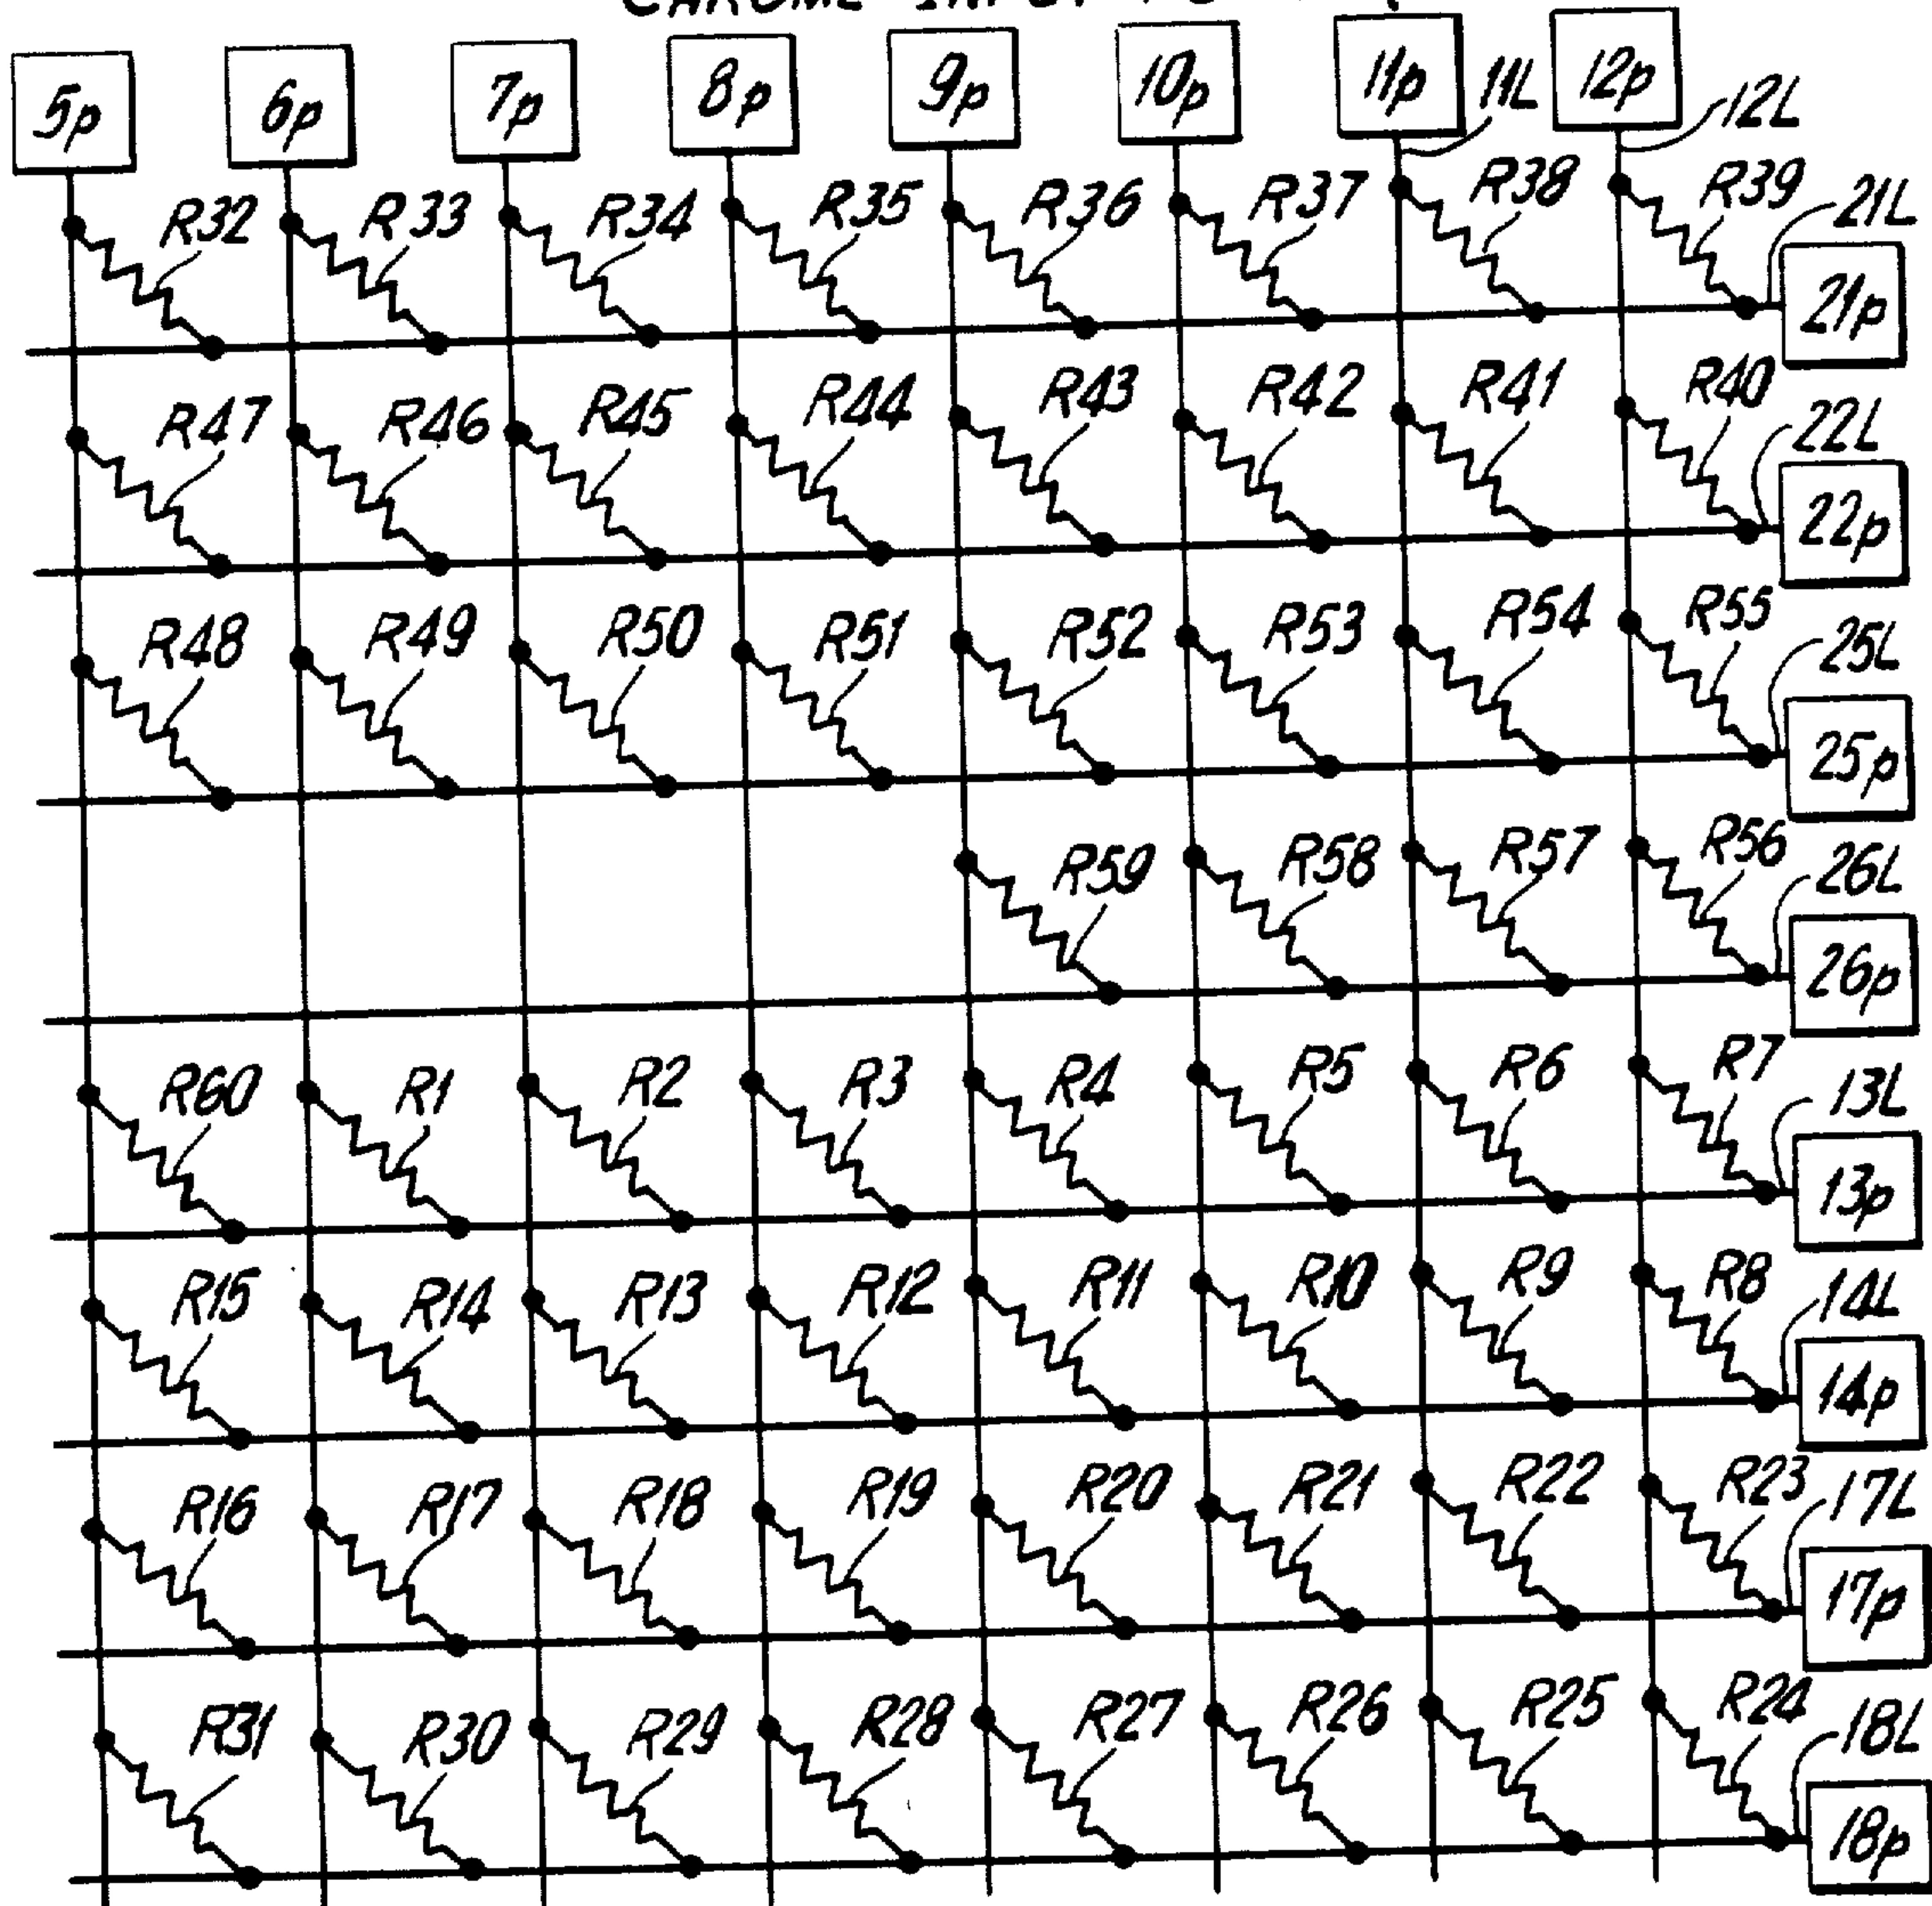 5p 6p 7p 8p 9p 10p 11p 11L 12p 12L
R32 R33 R34 R35 R36 R37 R38 R39 21L
21p
R47 R46 R45 R44 R43 R42 R41 R40 22L
22p
R48 R49 R50 R51 R52 R53 R54 R55 25L
25p
R59 R58 R57 R56 26L
26p
R60 R1 R2 R3 R4 R5 R6 R7 13L
13p
R15 R14 R13 R12 R11 R10 R9 R8 14L
14p
R16 R17 R18 R19 R20 R21 R22 R23 17L
17p
R31 R30 R29 R28 R27 R26 R25 R24 18L
18p